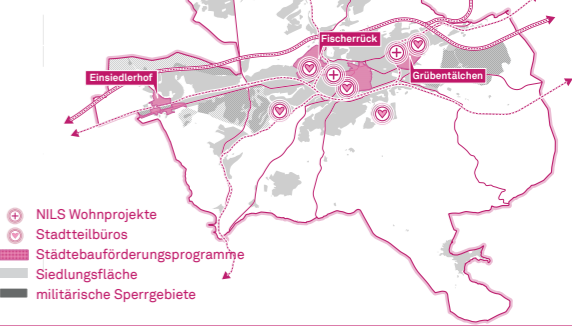 Fischerrück
Einsiedlerhof
Grübentälchen
NILS Wohnprojekte
Stadtteilbüros
Städtebauförderungsprogramme
Siedlungsfläche
militärische Sperrgebiete